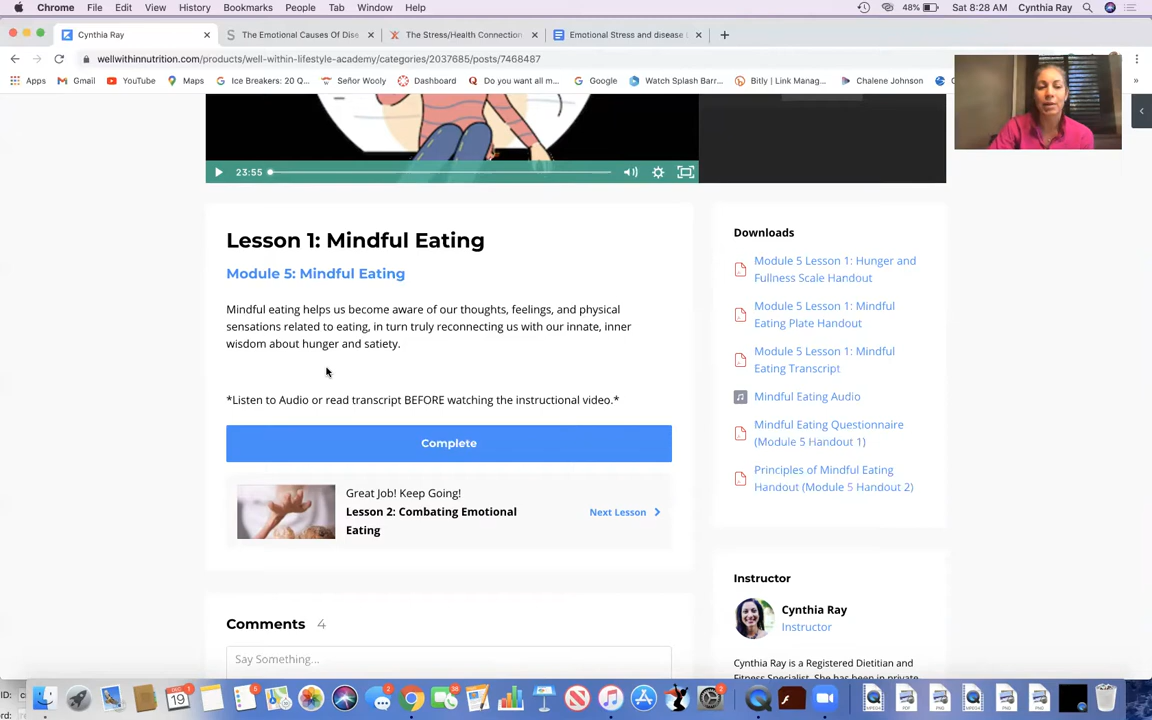 Chrome File Edit View History Bookmarks People Tab Window Help 48% Sat 8:28 AM Cynthia Ray
Cynthia Ray The Emotional Causes Of Dise The Stress/Health Connection Emotional Stress and disease
wellwithinnutrition.com/products/well-within-lifestyle-academy/categories/2037685/posts/7468487
Apps Gmail YouTube Maps Ice Breakers: 20 Q... Señor Wooly Dashboard Do you want all m... Google Watch Splash Barr... Bitly | Link Manag... Chalene Johnson
23:55
Lesson 1: Mindful Eating
Module 5: Mindful Eating
Mindful eating helps us become aware of our thoughts, feelings, and physical
sensations related to eating, in turn truly reconnecting us with our innate, inner
wisdom about hunger and satiety.
*Listen to Audio or read transcript BEFORE watching the instructional video.*
Complete
Great Job! Keep Going!
Lesson 2: Combating Emotional
Eating
Next Lesson
Comments 4
Say Something...
Downloads
Module 5 Lesson 1: Hunger and
Fullness Scale Handout
Module 5 Lesson 1: Mindful
Eating Plate Handout
Module 5 Lesson 1: Mindful
Eating Transcript
Mindful Eating Audio
Mindful Eating Questionnaire
(Module 5 Handout 1)
Principles of Mindful Eating
Handout (Module 5 Handout 2)
Instructor
Cynthia Ray
Instructor
Cynthia Ray is a Registered Dietitian and
ID:
19